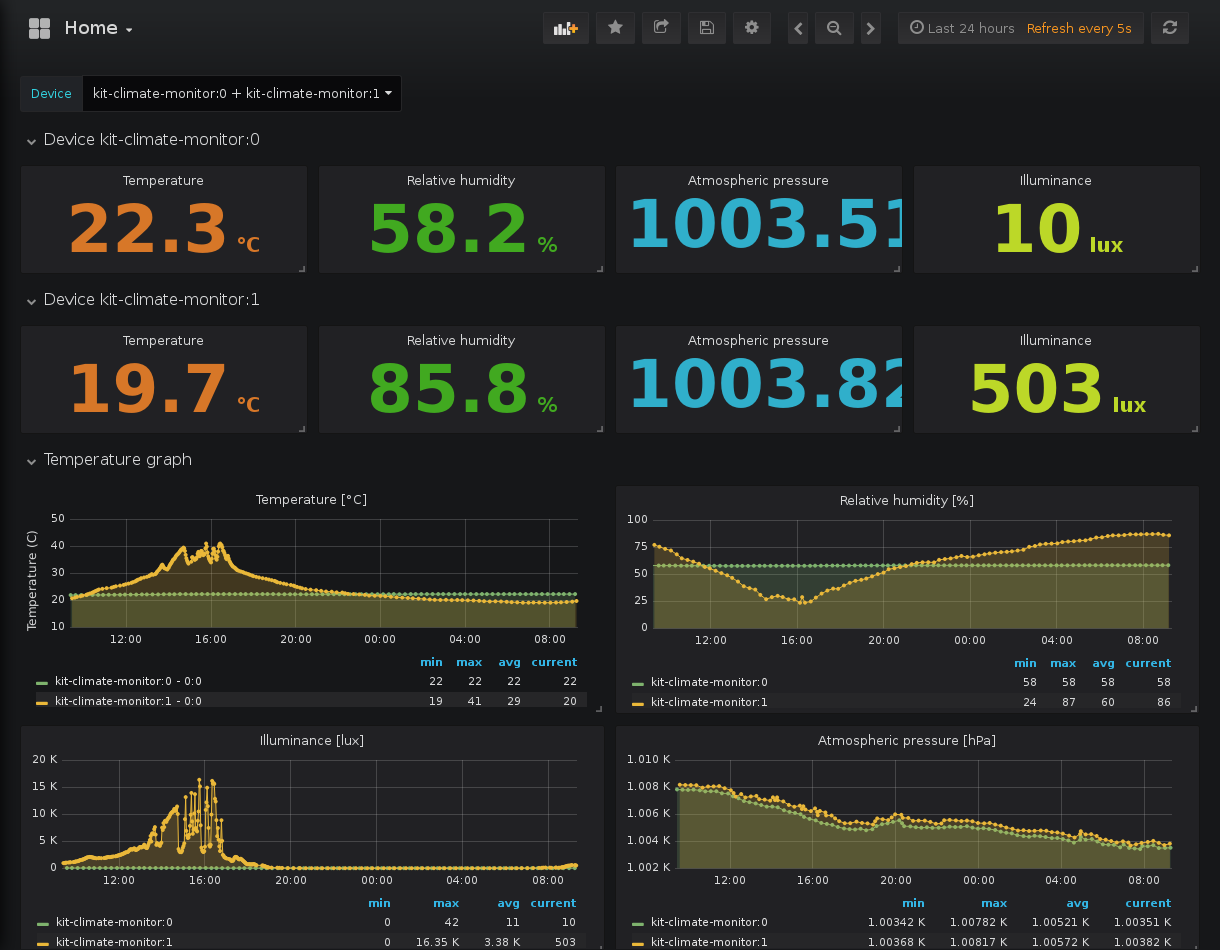 Home
Last 24 hours Refresh every 5s
Device kit-climate-monitor:0 + kit-climate-monitor:1
Device kit-climate-monitor:0
Temperature Relative humidity Atmospheric pressure Illuminance
22.3 °C 58.2 % 1003.51 10 lux
Device kit-climate-monitor:1
Temperature Relative humidity Atmospheric pressure Illuminance
19.7 °C 85.8 % 1003.82 503 lux
Temperature graph
Temperature [°C]
Temperature (C)
50
40
30
20
10
12:00 16:00 20:00 00:00 04:00 08:00
min max avg current
kit-climate-monitor:0 - 0:0 22 22 22 22
kit-climate-monitor:1 - 0:0 19 41 29 20
Relative humidity [%]
100
75
50
25
0
12:00 16:00 20:00 00:00 04:00 08:00
min max avg current
kit-climate-monitor:0 58 58 58 58
kit-climate-monitor:1 24 87 60 86
Illuminance [lux]
20 K
15 K
10 K
5 K
0
12:00 16:00 20:00 00:00 04:00 08:00
min max avg current
kit-climate-monitor:0 0 42 11 10
kit-climate-monitor:1 0 16.35 K 3.38 K 503
Atmospheric pressure [hPa]
1.010 K
1.008 K
1.006 K
1.004 K
1.002 K
12:00 16:00 20:00 00:00 04:00 08:00
min max avg current
kit-climate-monitor:0 1.00342 K 1.00782 K 1.00521 K 1.00351 K
kit-climate-monitor:1 1.00368 K 1.00817 K 1.00572 K 1.00382 K